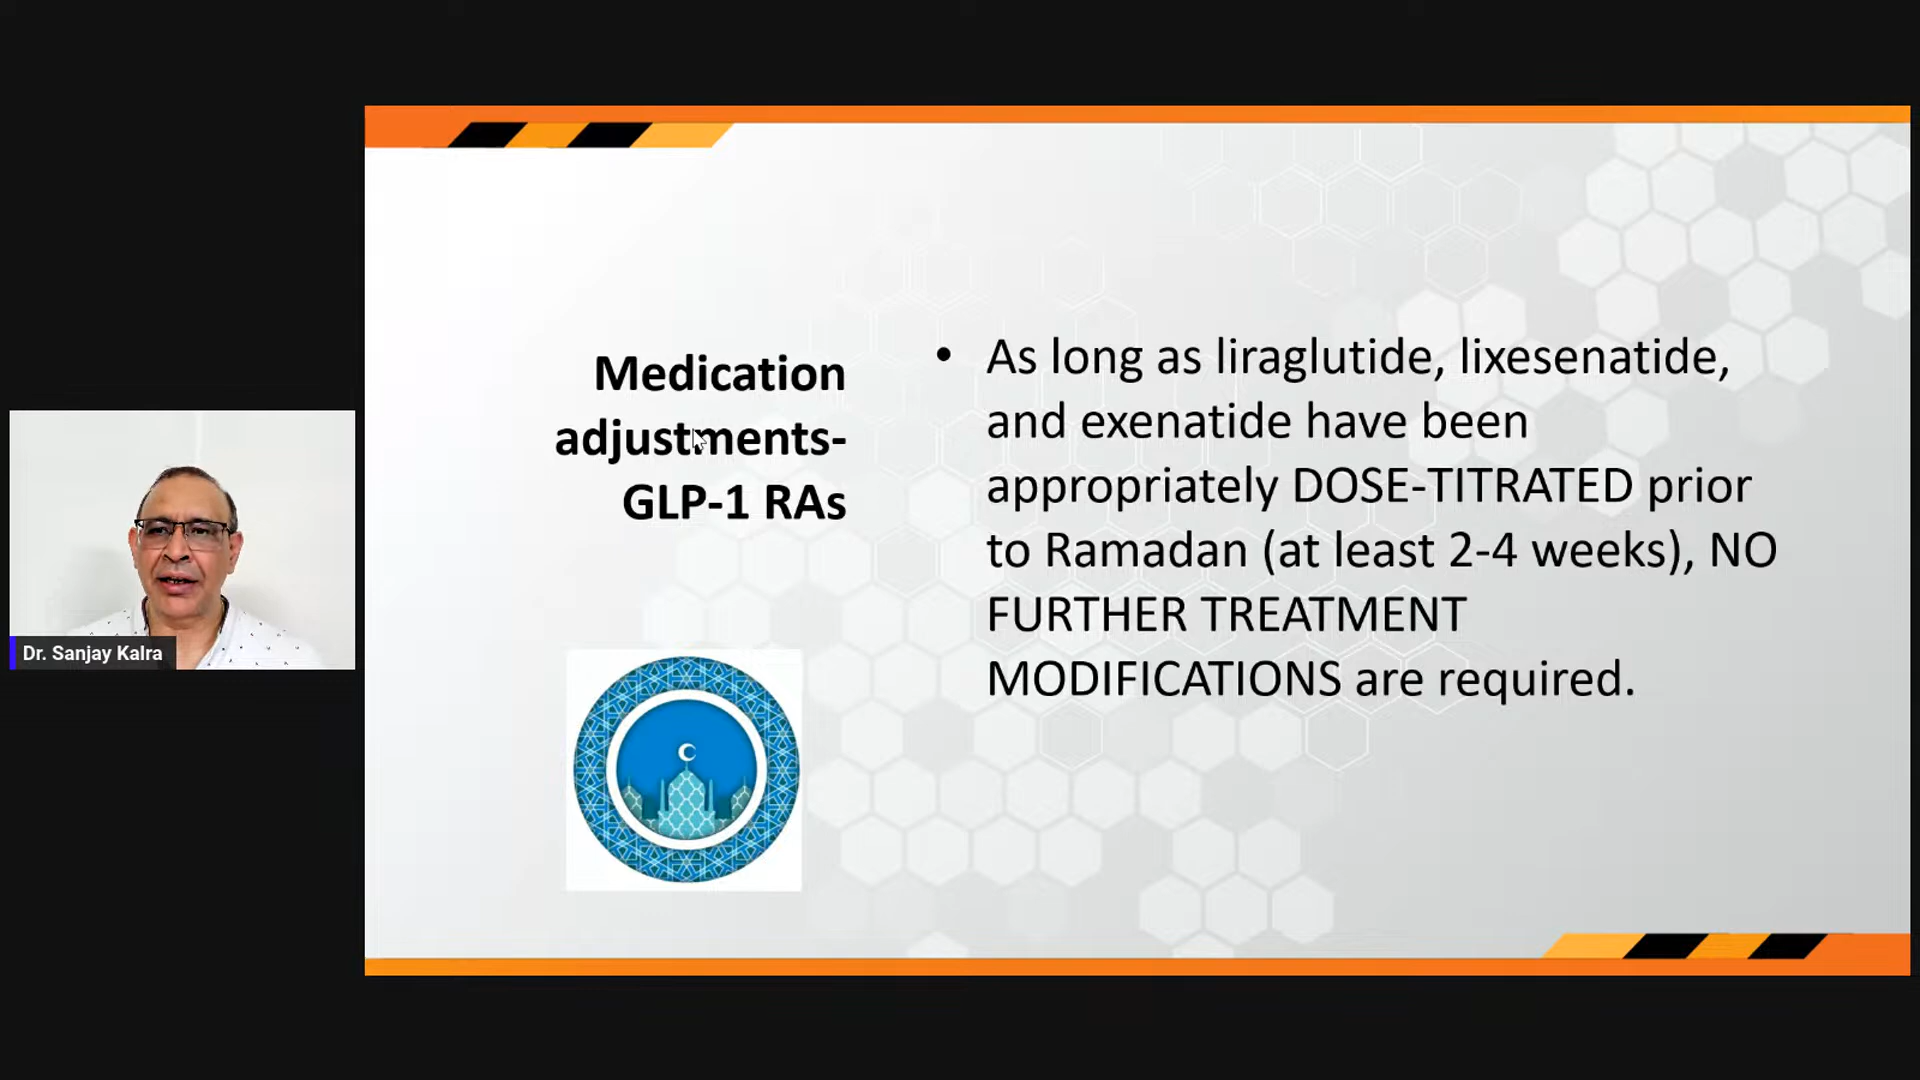 Medication
adjustments-
GLP-1 RAs
• As long as liraglutide, lixesenatide,
and exenatide have been
appropriately DOSE-TITRATED prior
to Ramadan (at least 2-4 weeks), NO
FURTHER TREATMENT
MODIFICATIONS are required.
Dr. Sanjay Kalra